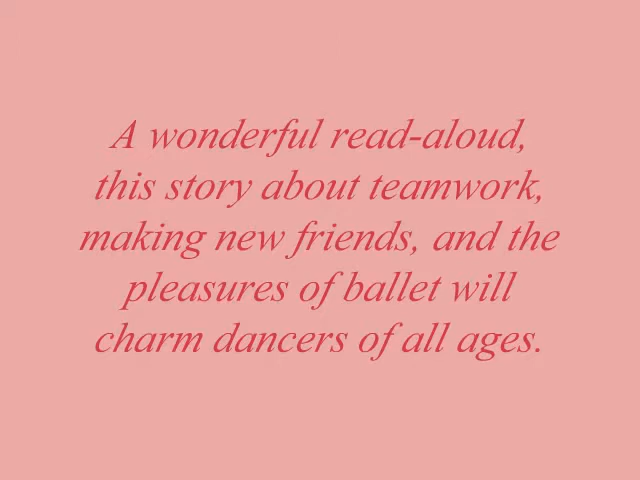 A wonderful read-aloud,
this story about teamwork,
making new friends, and the
pleasures of ballet will
charm dancers of all ages.